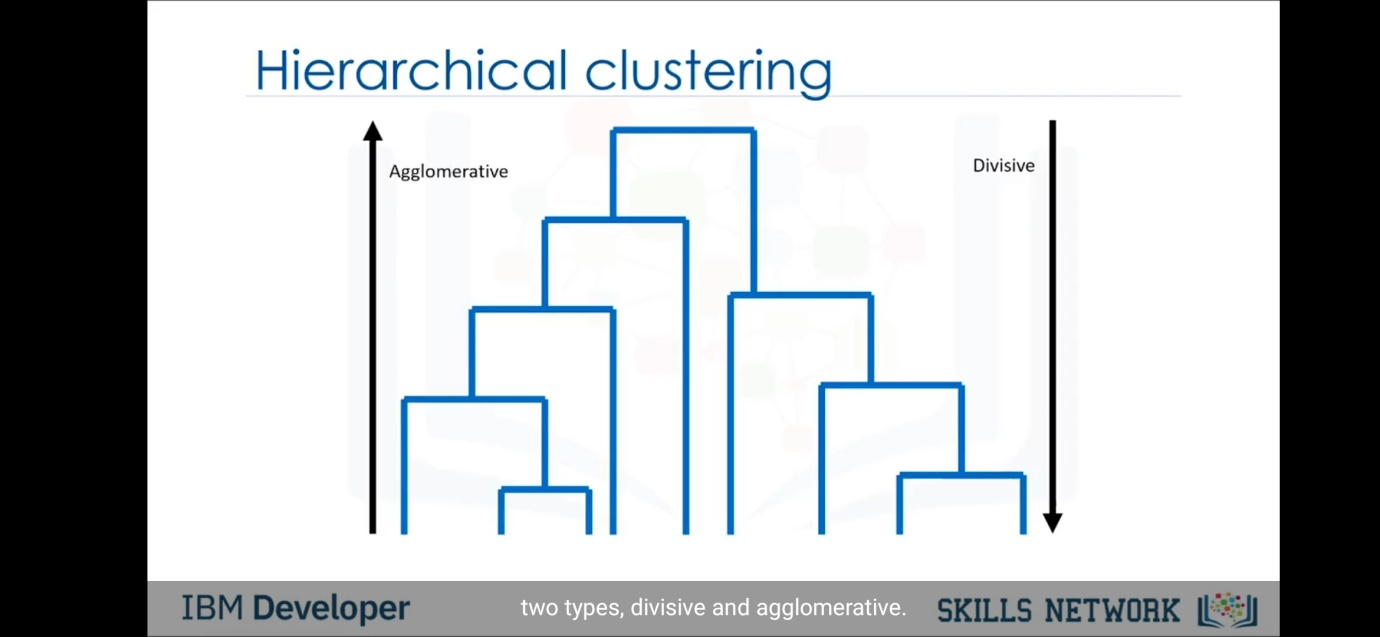 Hierarchical clustering
Agglomerative
Divisive
IBM Developer
two types, divisive and agglomerative.
SKILLS NETWORK